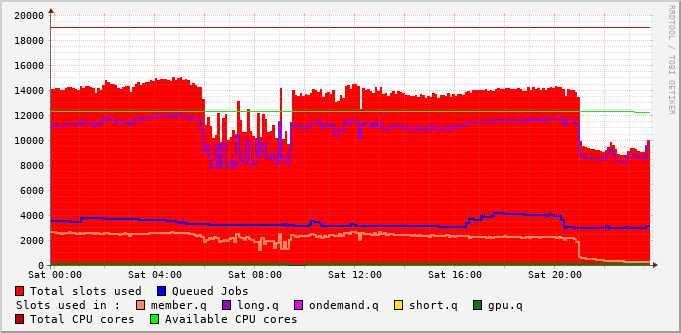 20000
18000
16000
14000
12000
10000
8000
6000
4000
2000
0
Sat 00:00 Sat 04:00 Sat 08:00 Sat 12:00 Sat 16:00 Sat 20:00
RRDTOOL / TOBI OETIKER
Total slots used Queued Jobs
Slots used in : member.q long.q ondemand.q short.q gpu.q
Total CPU cores Available CPU cores